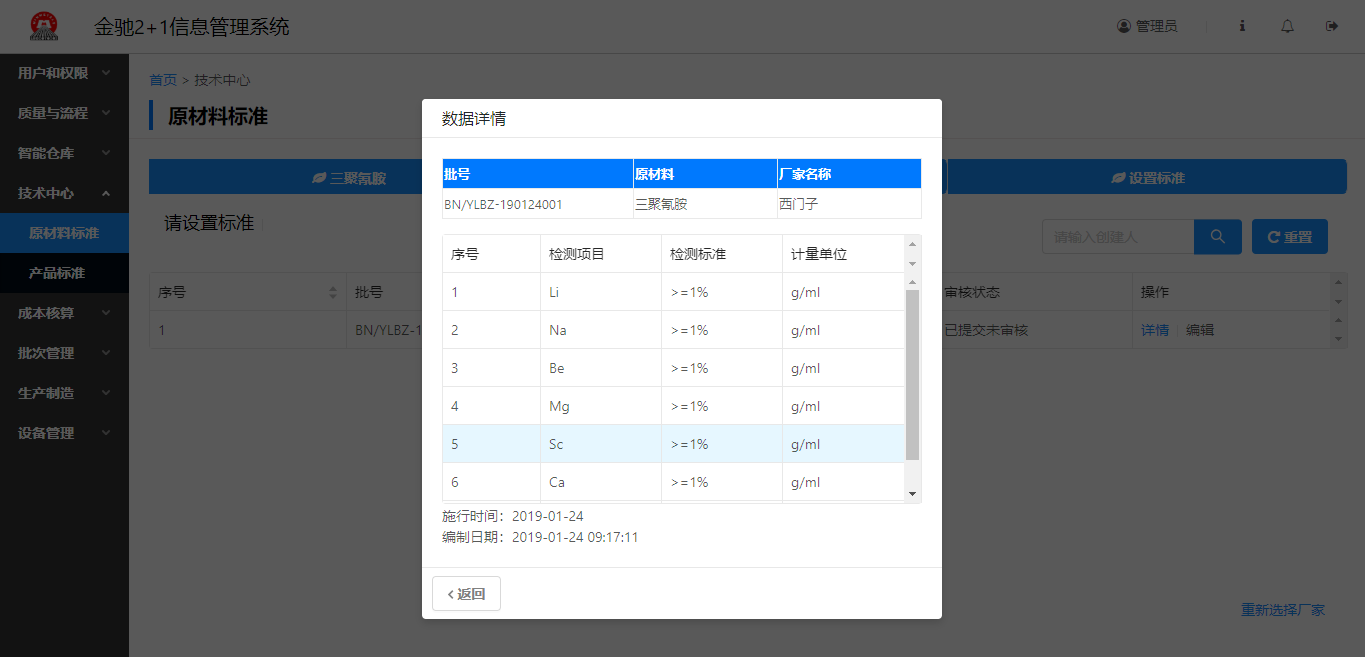 金驰2+1信息管理系统
管理员
用户和权限
质量与流程
智能仓库
技术中心
原材料标准
产品标准
成本核算
批次管理
生产制造
设备管理
首页 > 技术中心
原材料标准
三聚氰胺
设置标准
请设置标准
请输入创建人
重置
序号 批号 审核状态 操作
1 BN/YLBZ-1 已提交未审核 详情 编辑
重新选择厂家
数据详情
批号 原材料 厂家名称
BN/YLBZ-190124001 三聚氰胺 西门子
序号 检测项目 检测标准 计量单位
1 Li >=1% g/ml
2 Na >=1% g/ml
3 Be >=1% g/ml
4 Mg >=1% g/ml
5 Sc >=1% g/ml
6 Ca >=1% g/ml
施行时间：2019-01-24
编制日期：2019-01-24 09:17:11
返回